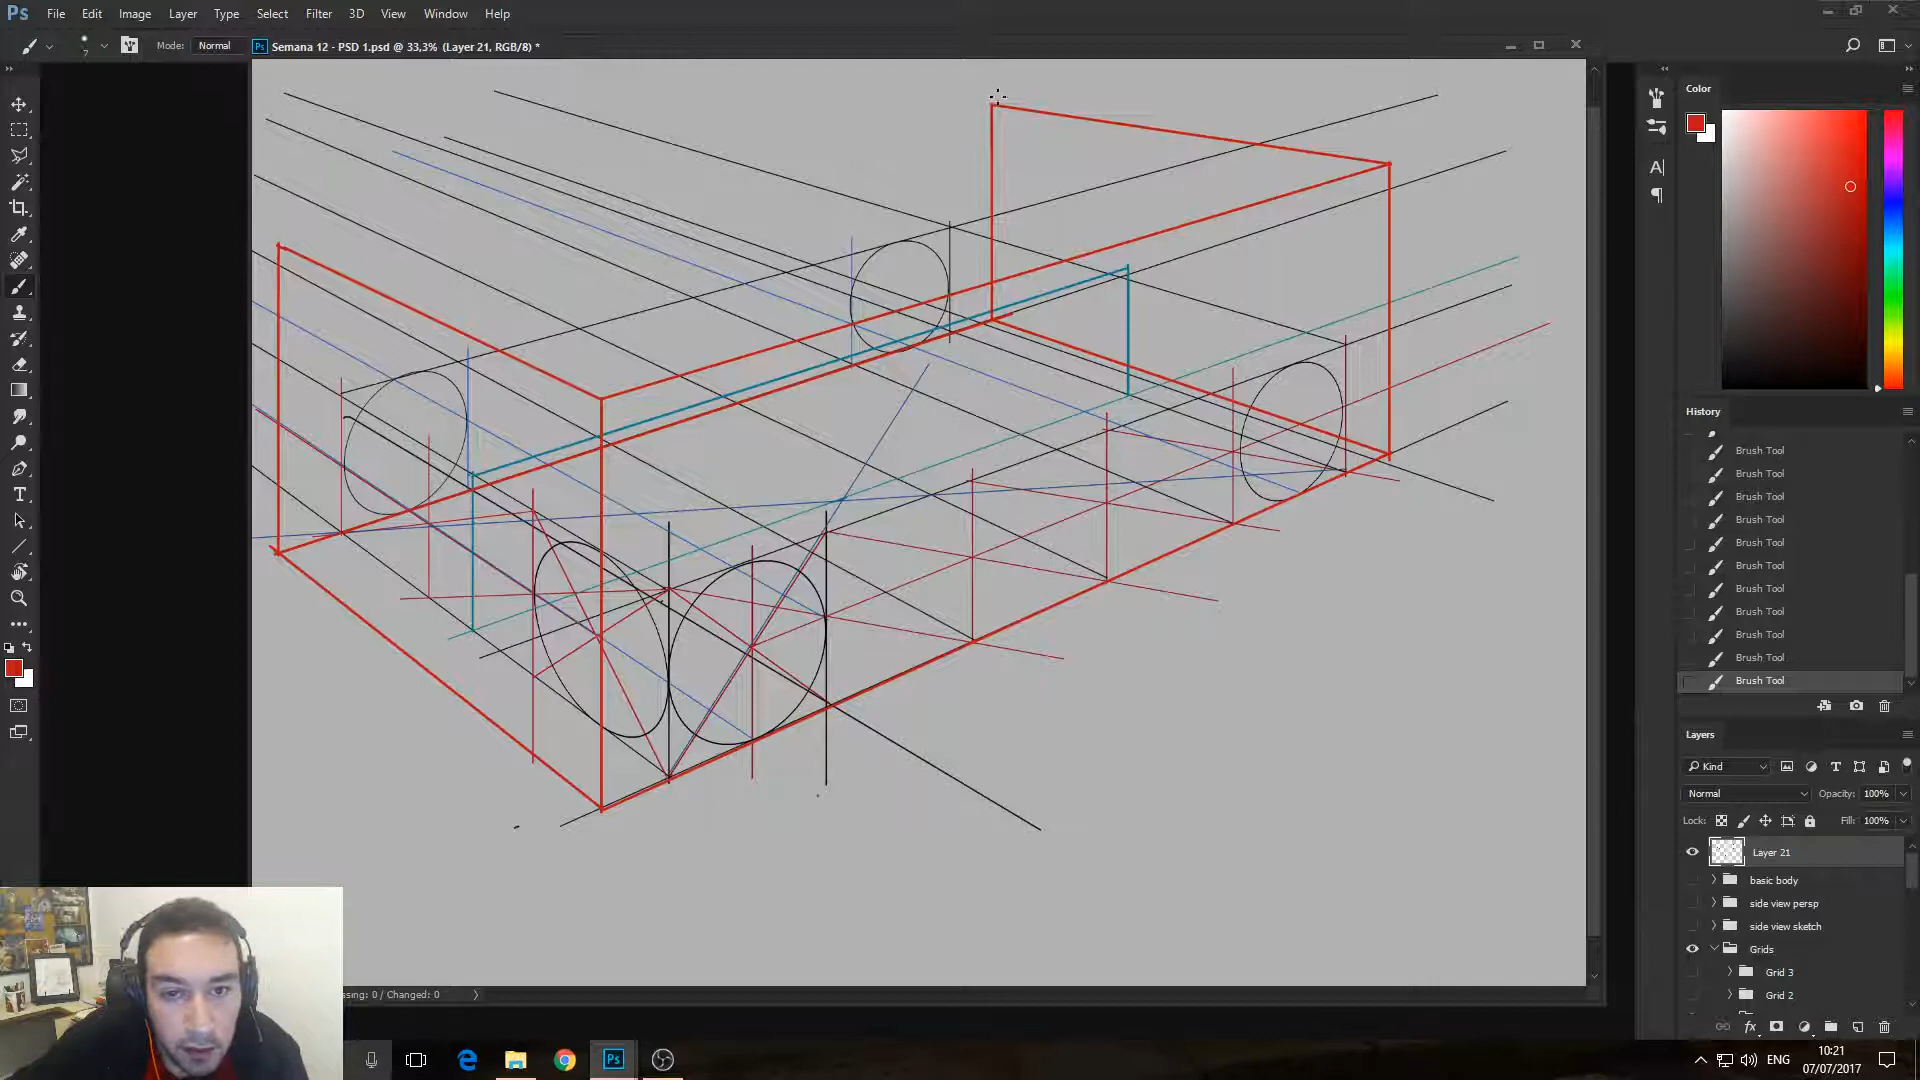 Ps File Edit Image Layer Type Select Filter 3D View Window Help
7 Mode: Normal
Ps Semana 12 - PSD 1.psd @ 33,3% (Layer 21, RGB/8) *
Color
History
Brush Tool
Brush Tool
Brush Tool
Brush Tool
Brush Tool
Brush Tool
Brush Tool
Brush Tool
Brush Tool
Brush Tool
Brush Tool
Layers
Kind
Normal Opacity: 100%
Lock: Fill: 100%
Layer 21
basic body
side view persp
side view sketch
Grids
Grid 3
Grid 2
fx
ssing: 0 / Changed: 0
Ps
ENG
10:21
07/07/2017